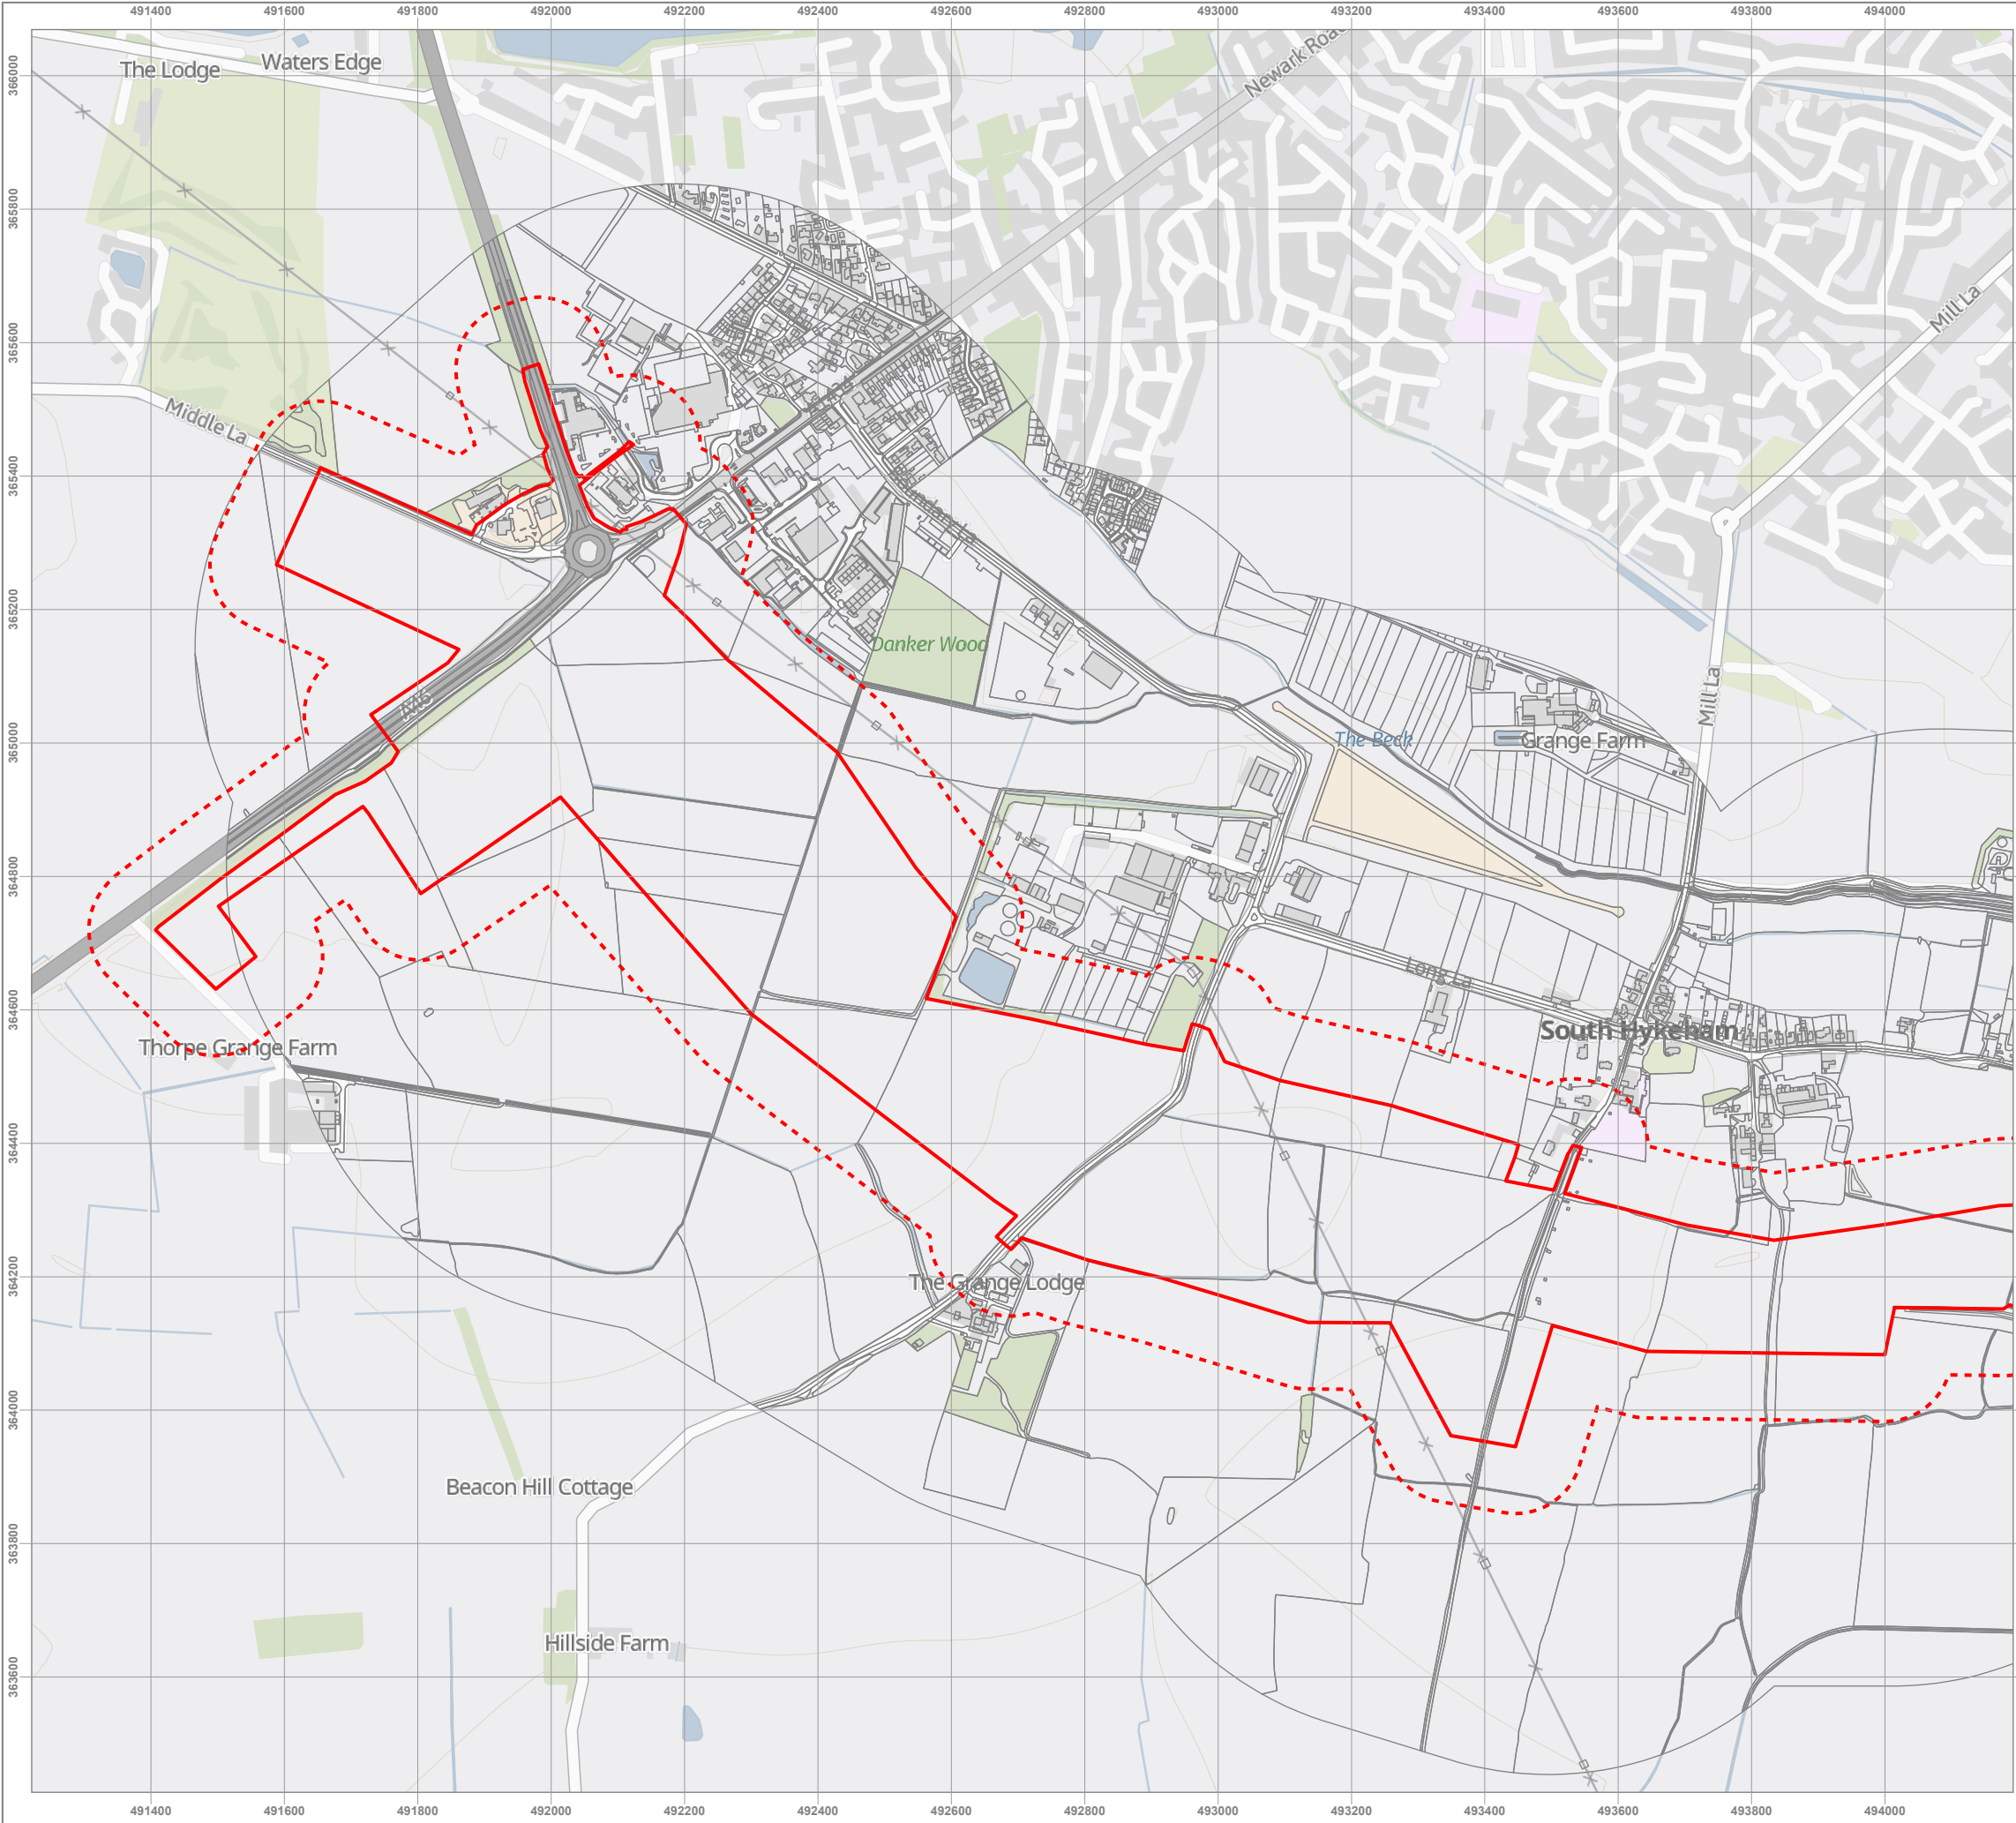 491400 491600 491800 492000 492200 492400 492600 492800 493000 493200 493400 493600 493800 494000
366000
365800
365600
365400
365200
365000
364800
364600
364400
364200
364000
363800
363600
The Lodge
Waters Edge
Newark Road
Mill La
Middle La
Danker Wood
Mill La
A46
The Beck
Grange Farm
Long La
South Hykeham
Thorpe Grange Farm
The Grange Lodge
Beacon Hill Cottage
Hillside Farm
491400 491600 491800 492000 492200 492400 492600 492800 493000 493200 493400 493600 493800 494000